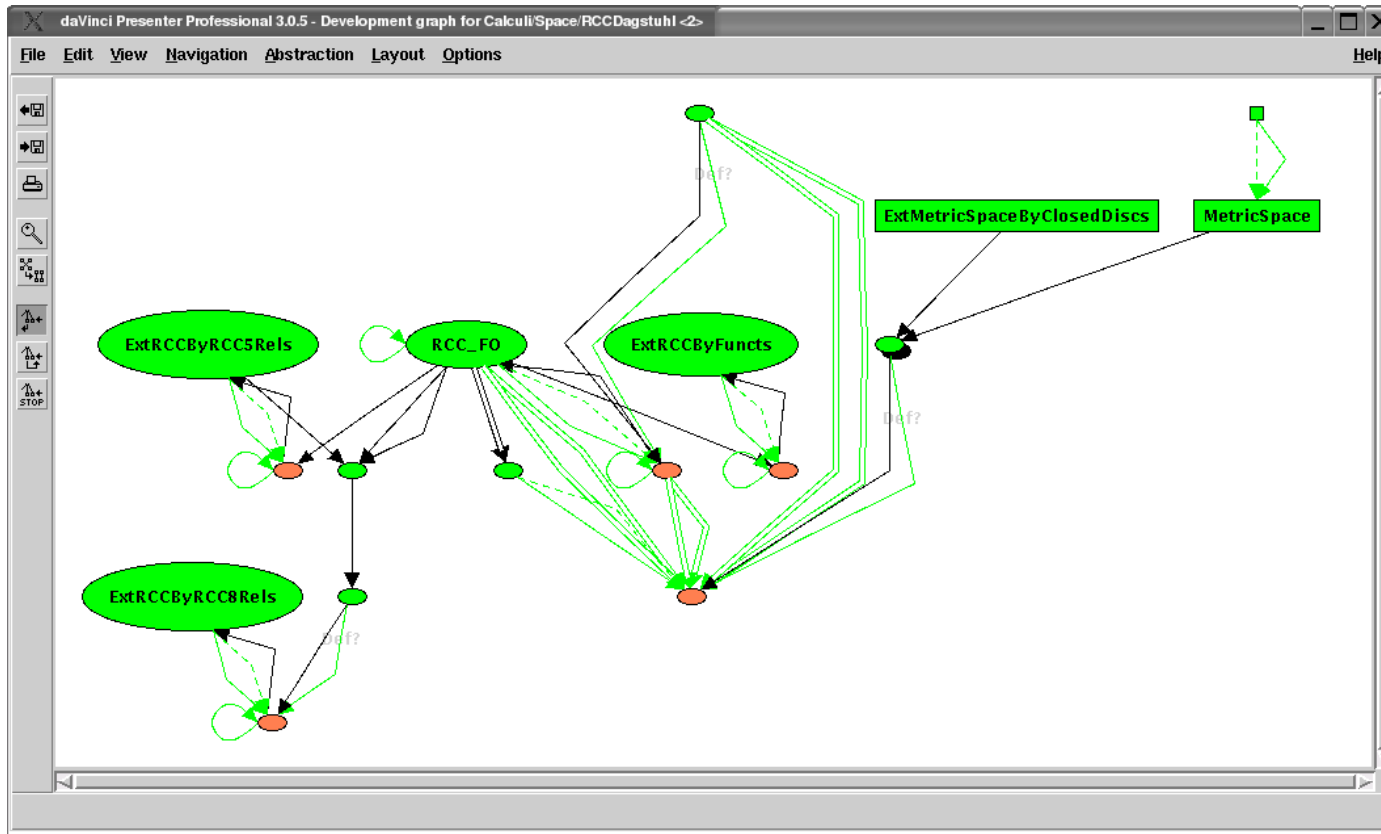 daVinci Presenter Professional 3.0.5 - Development graph for Calculi/Space/RCCDagstuhl <2>
File Edit View Navigation Abstraction Layout Options Help
Def?
ExtMetricSpaceByClosedDiscs MetricSpace
ExtRCCByRCC5Rels RCC_FO ExtRCCByFuncts
Def?
STOP
ExtRCCByRCC8Rels
Def?